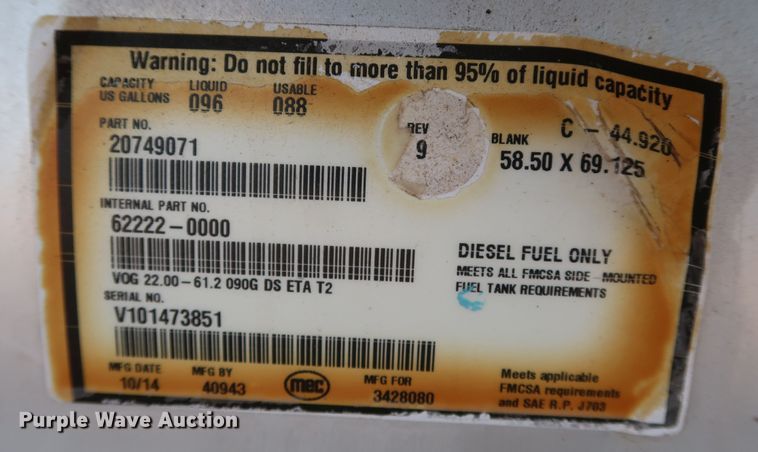 Warning: Do not fill to more than 95% of liquid capacity
CAPACITY LIQUID USABLE
US GALLONS 096 088
PART NO. REV BLANK C - 44.920
20749071 9 58.50 X 69.125
INTERNAL PART NO.
62222-0000
DIESEL FUEL ONLY
MEETS ALL FMCSA SIDE-MOUNTED
FUEL TANK REQUIREMENTS
VOG 22.00-61.2 090G DS ETA T2
SERIAL NO.
V101473851
MFG DATE MFG BY mec MFG FOR
10/14 40943 3428080
Meets applicable
FMCSA requirements
and SAE R.P. J703
Purple Wave Auction